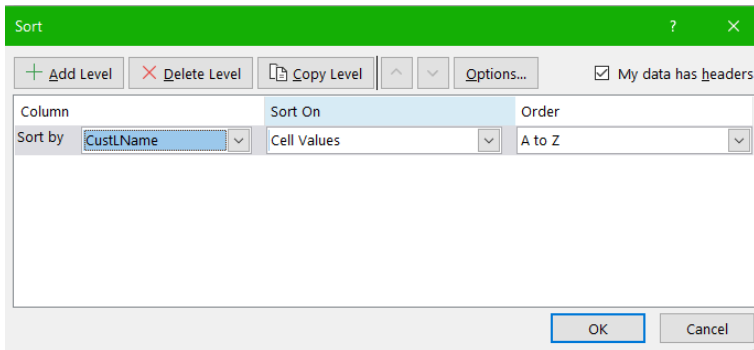 Sort ?
Add Level Delete Level Copy Level Options... My data has headers
Column Sort On Order
Sort by CustLName Cell Values A to Z
OK Cancel